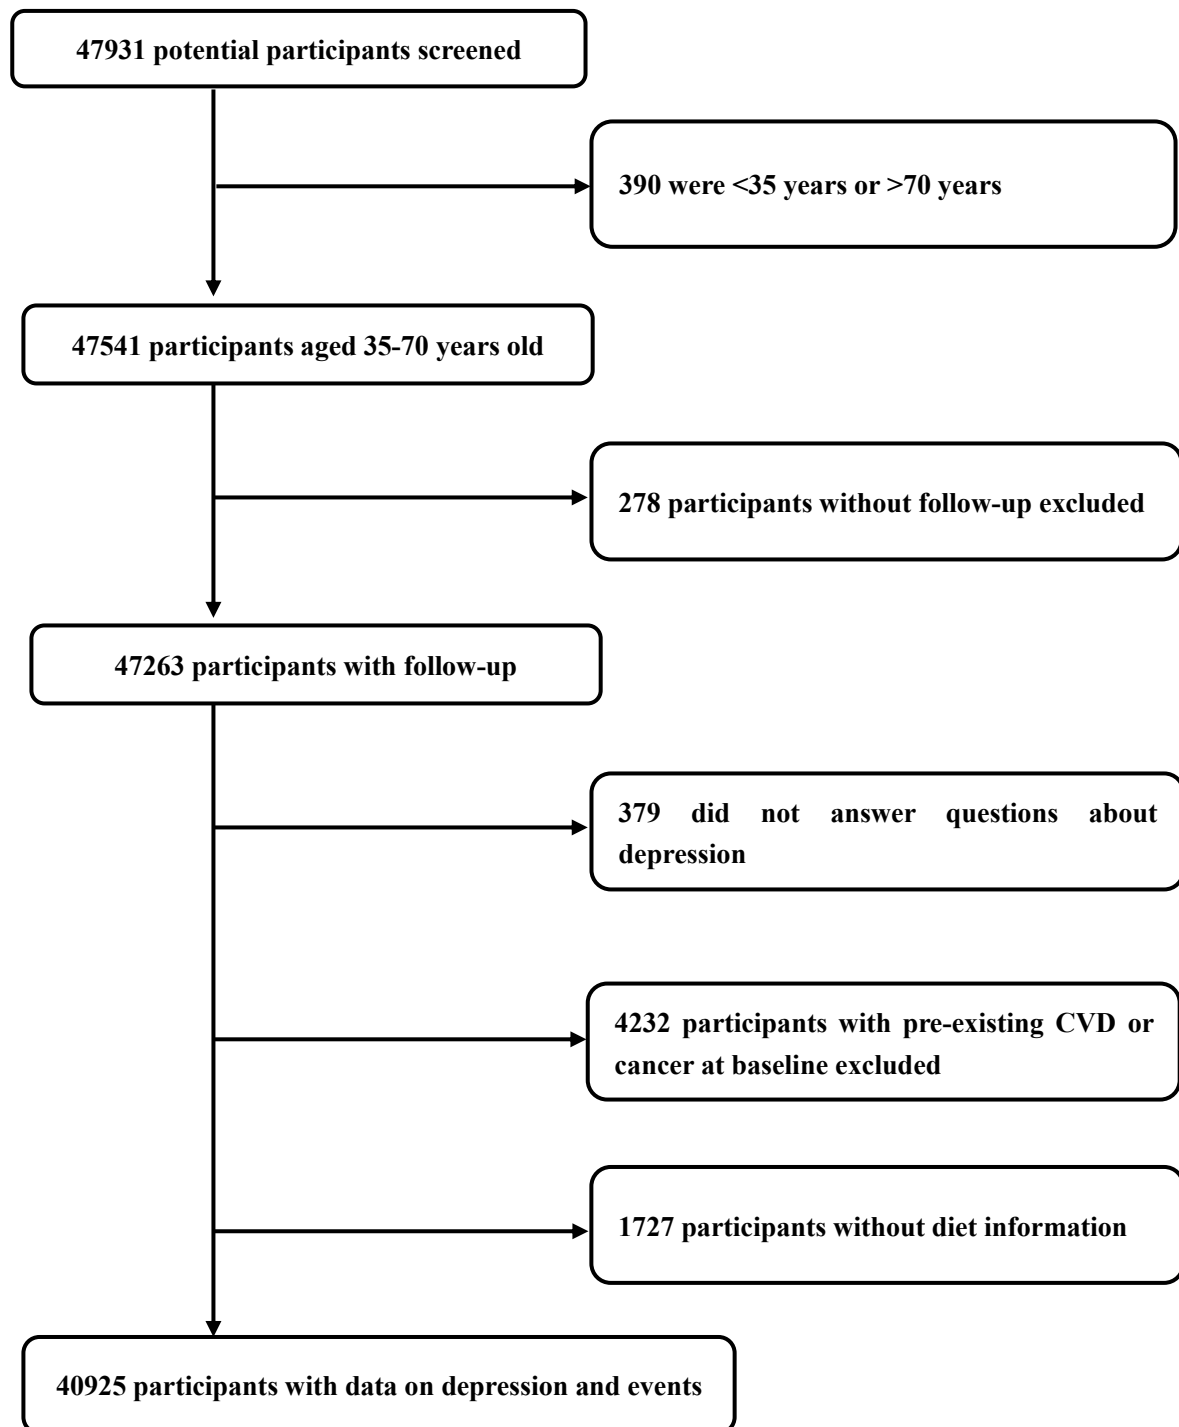 47931 potential participants screened
390 were <35 years or >70 years
47541 participants aged 35-70 years old
278 participants without follow-up excluded
47263 participants with follow-up
379 did not answer questions about
depression
4232 participants with pre-existing CVD or
cancer at baseline excluded
1727 participants without diet information
40925 participants with data on depression and events